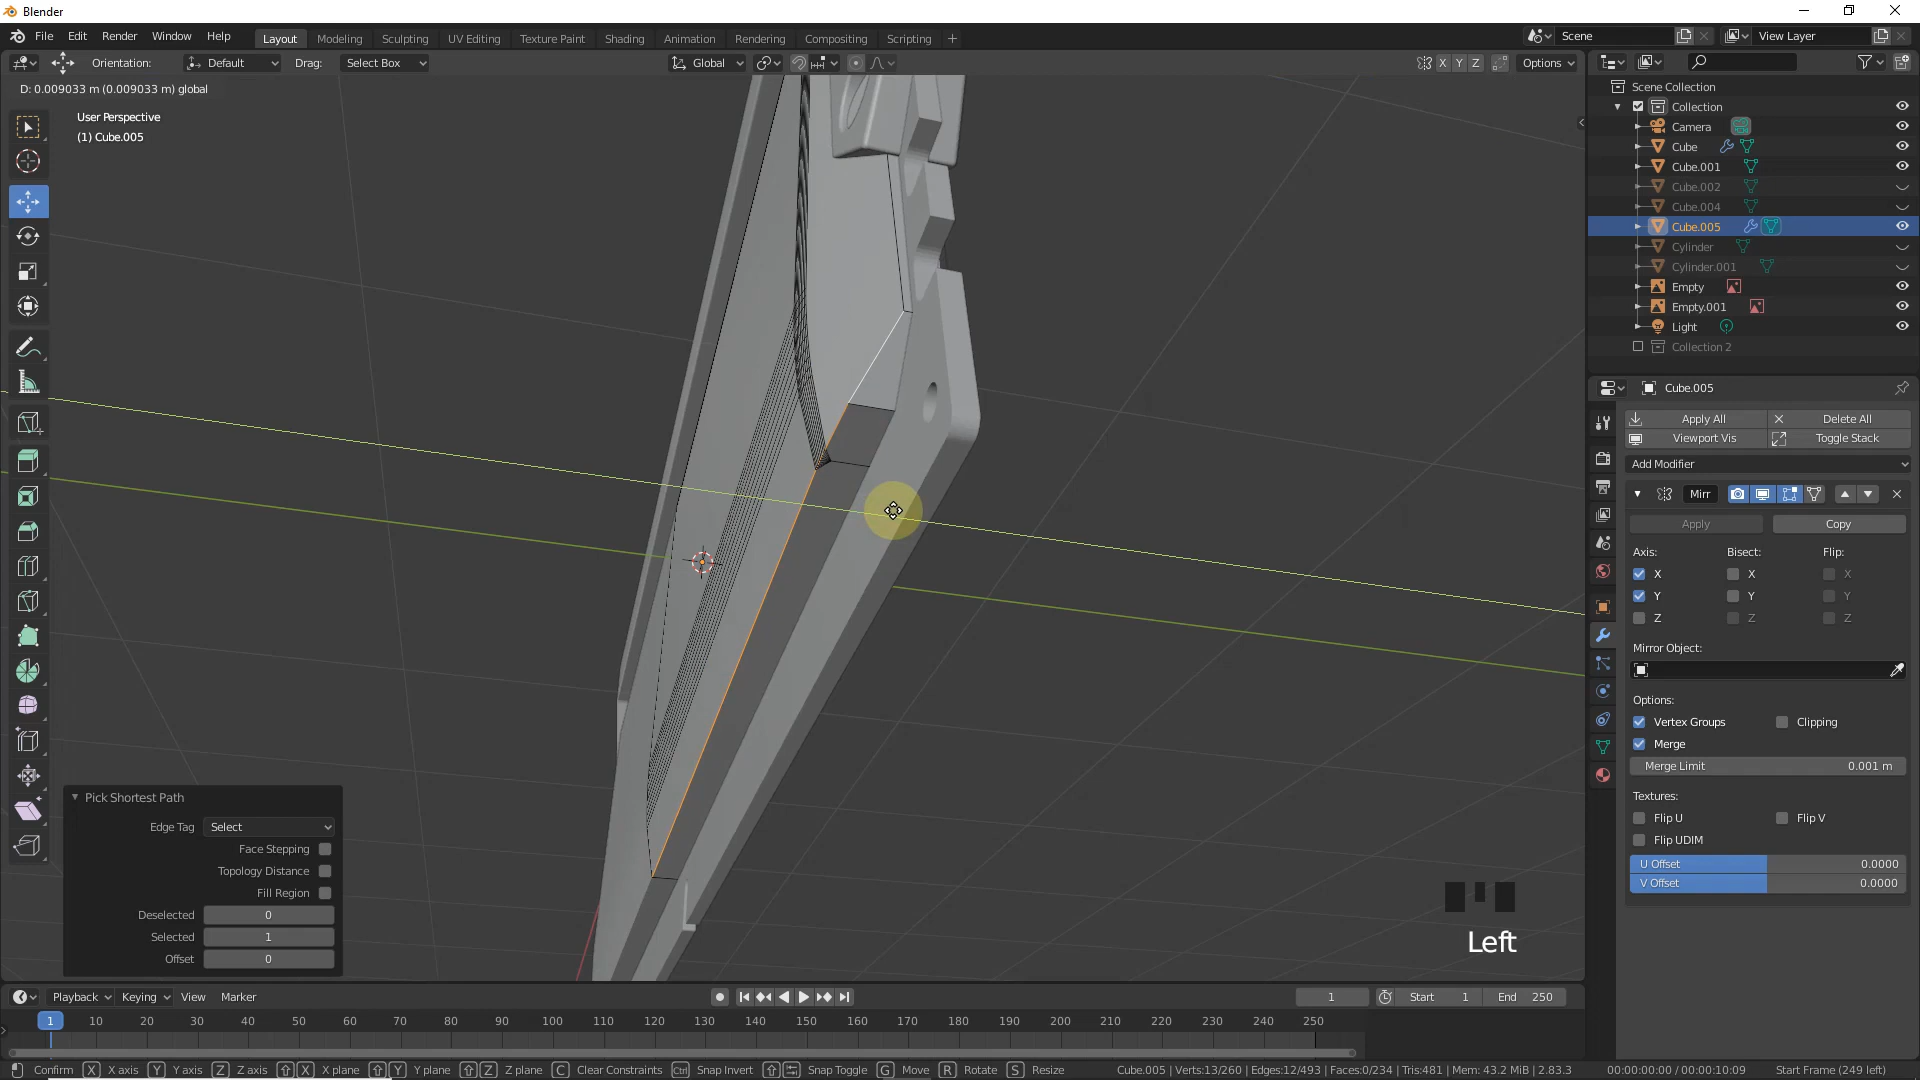 Blender
File Edit Render Window Help Layout Modeling Sculpting UV Editing Texture Paint Shading Animation Rendering Compositing Scripting + Scene View Layer
Orientation: Default Drag: Select Box Global X Y Z Options
D: 0.009033 m (0.009033 m) global
User Perspective
(1) Cube.005
Scene Collection
Collection
Camera
Cube
Cube.001
Cube.002
Cube.004
Cube.005
Cylinder
Cylinder.001
Empty
Empty.001
Light
Collection 2
Cube.005
Apply All Delete All
Viewport Vis Toggle Stack
Add Modifier
Mirr
Apply Copy
Axis: Bisect: Flip:
X X X
Y Y Y
Z Z Z
Mirror Object:
Options:
Vertex Groups Clipping
Merge
Merge Limit 0.001 m
Textures:
Flip U Flip V
Flip UDIM
U Offset 0.0000
V Offset 0.0000
Pick Shortest Path
Edge Tag Select
Face Stepping
Topology Distance
Fill Region
Deselected 0
Selected 1
Offset 0
Left
Playback Keying View Marker 1 Start 1 End 250
1 10 20 30 40 50 60 70 80 90 100 110 120 130 140 150 160 170 180 190 200 210 220 230 240 250
Confirm X X axis Y Y axis Z Z axis X X plane Y Y plane Z Z plane C Clear Constraints Ctrl Snap Invert Snap Toggle G Move R Rotate S Resize Cube.005 | Verts:13/260 | Edges:12/493 | Faces:0/234 | Tris:481 | Mem: 43.2 MiB | 2.83.3 00:00:00:00 / 00:00:10:09 Start Frame (249 left)